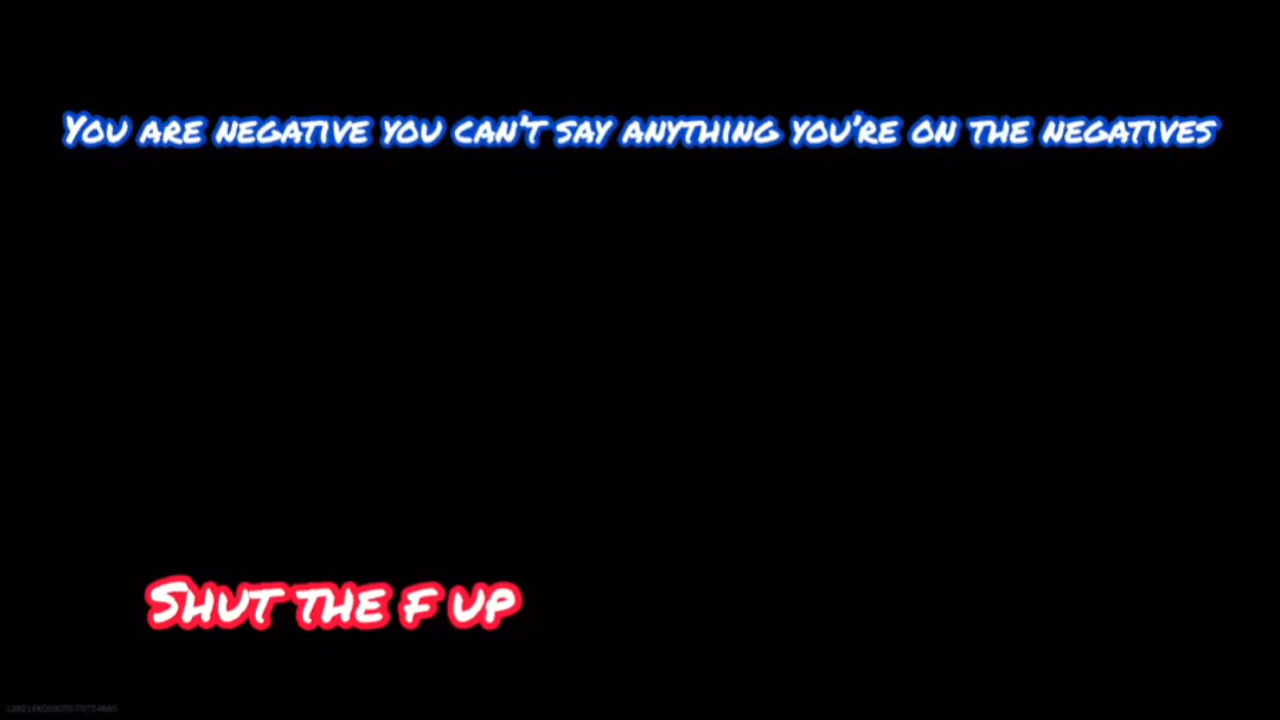 You are negative you can't say anything you're on the negatives
Shut the f up